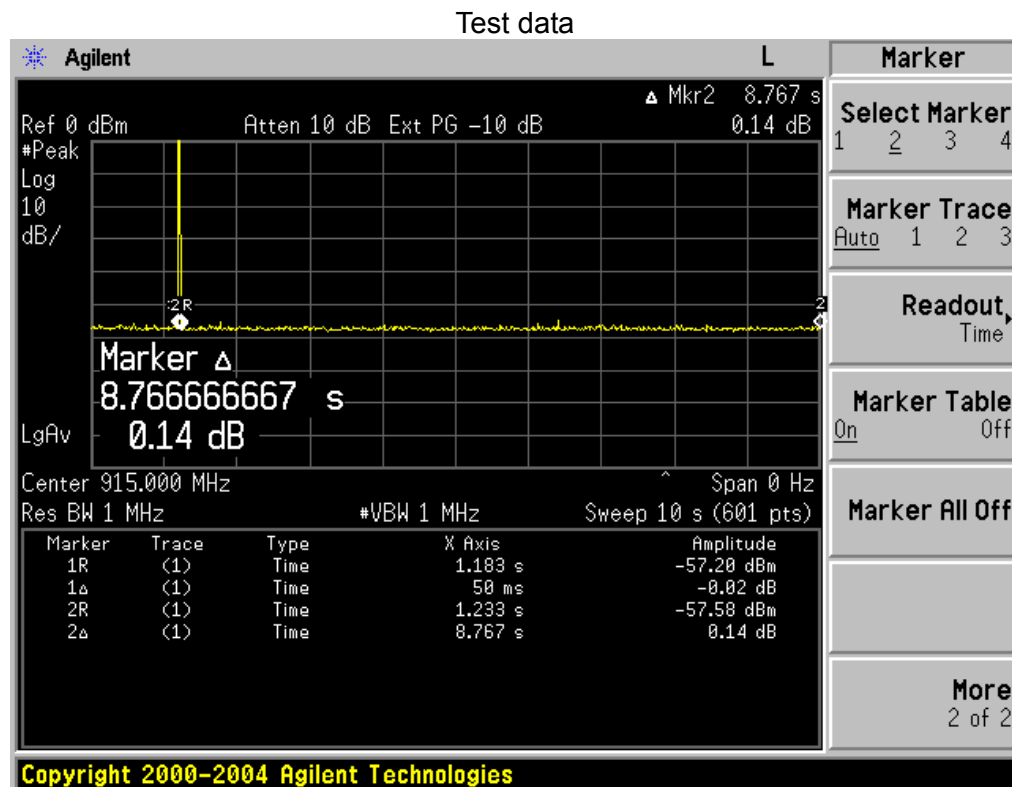 Test data
Agilent L Marker
Δ Mkr2 8.767 s
Ref 0 dBm Atten 10 dB Ext PG -10 dB 0.14 dB
#Peak
Log
10
dB/
2R
2
Marker Δ
8.766666667 s
0.14 dB
LgAv
Center 915.000 MHz ^ Span 0 Hz
Res BW 1 MHz #VBW 1 MHz Sweep 10 s (601 pts)
Marker Trace Type X Axis Amplitude
1R (1) Time 1.183 s -57.20 dBm
1Δ (1) Time 50 ms -0.02 dB
2R (1) Time 1.233 s -57.58 dBm
2Δ (1) Time 8.767 s 0.14 dB
Select Marker
1 2 3 4
Marker Trace
Auto 1 2 3
Readout
Time
Marker Table
On Off
Marker All Off
More
2 of 2
Copyright 2000-2004 Agilent Technologies